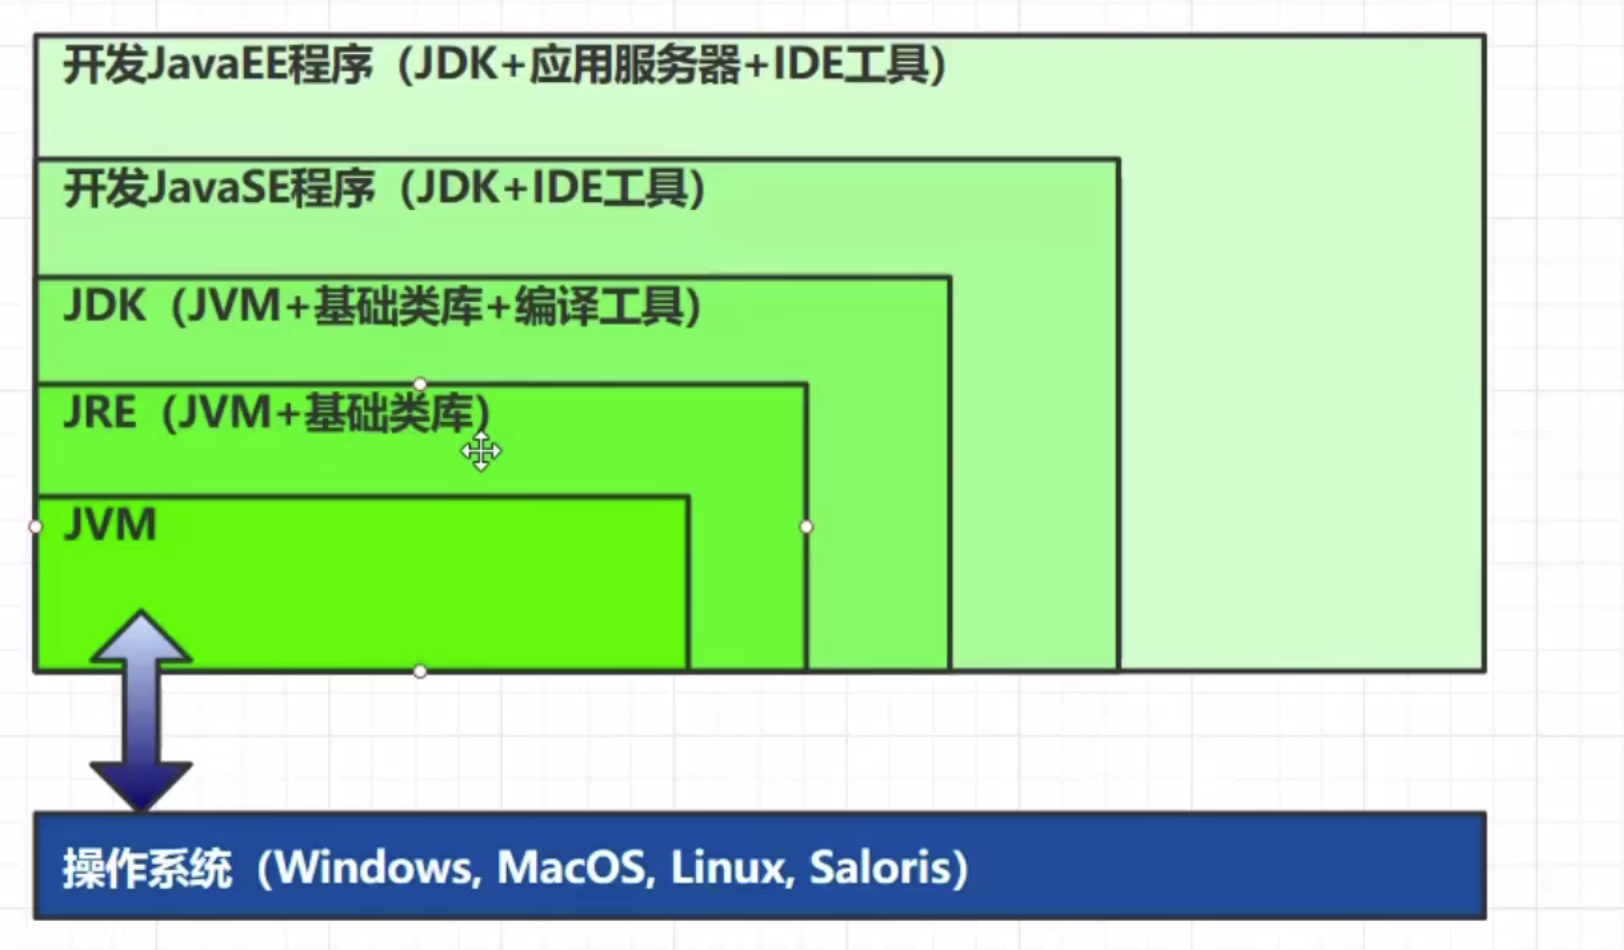 开发JavaEE程序（JDK+应用服务器+IDE工具）
开发JavaSE程序（JDK+IDE工具）
JDK（JVM+基础类库+编译工具）
JRE（JVM+基础类库）
JVM
操作系统（Windows, MacOS, Linux, Saloris）